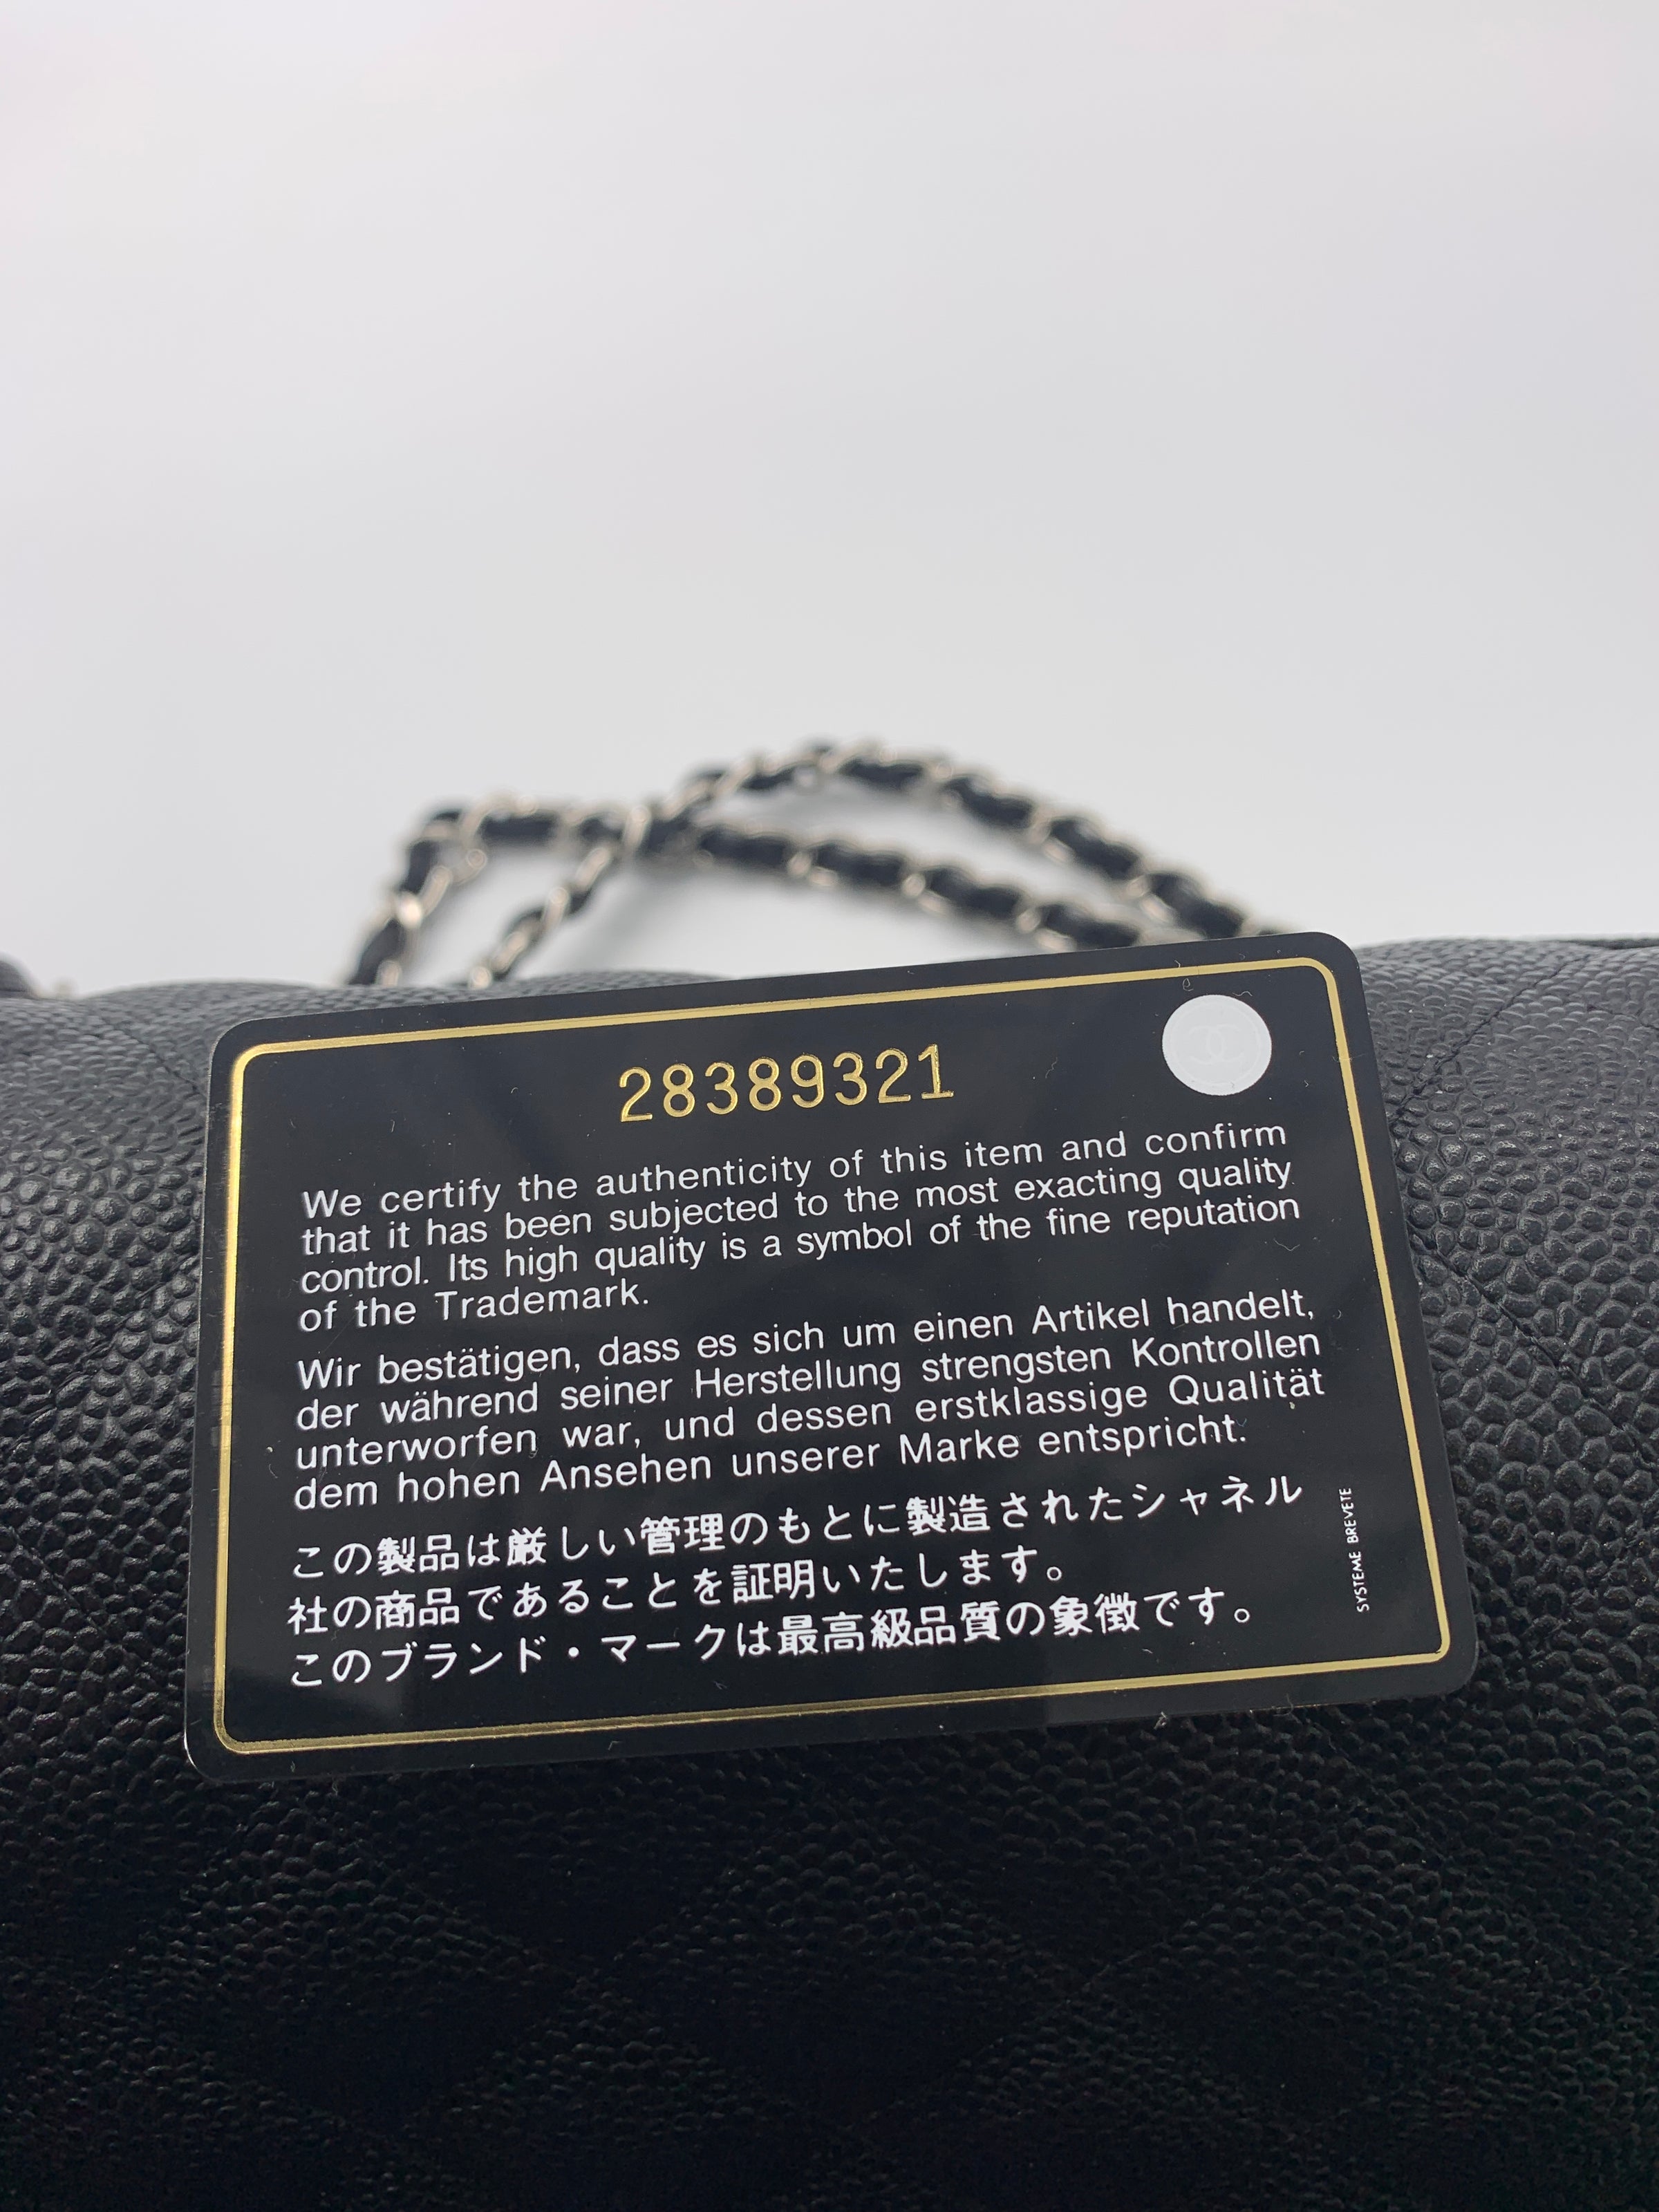 28389321
We certify the authenticity of this item and confirm
that it has been subjected to the most exacting quality
control. Its high quality is a symbol of the fine reputation
of the Trademark.
Wir bestätigen, dass es sich um einen Artikel handelt,
der während seiner Herstellung strengsten Kontrollen
unterworfen war, und dessen erstklassige Qualität
dem hohen Ansehen unserer Marke entspricht.
この製品は厳しい管理のもとに製造されたシャネル
社の商品であることを証明いたします。
このブランド・マークは最高級品質の象徴です。
SYSTEME BREVETE